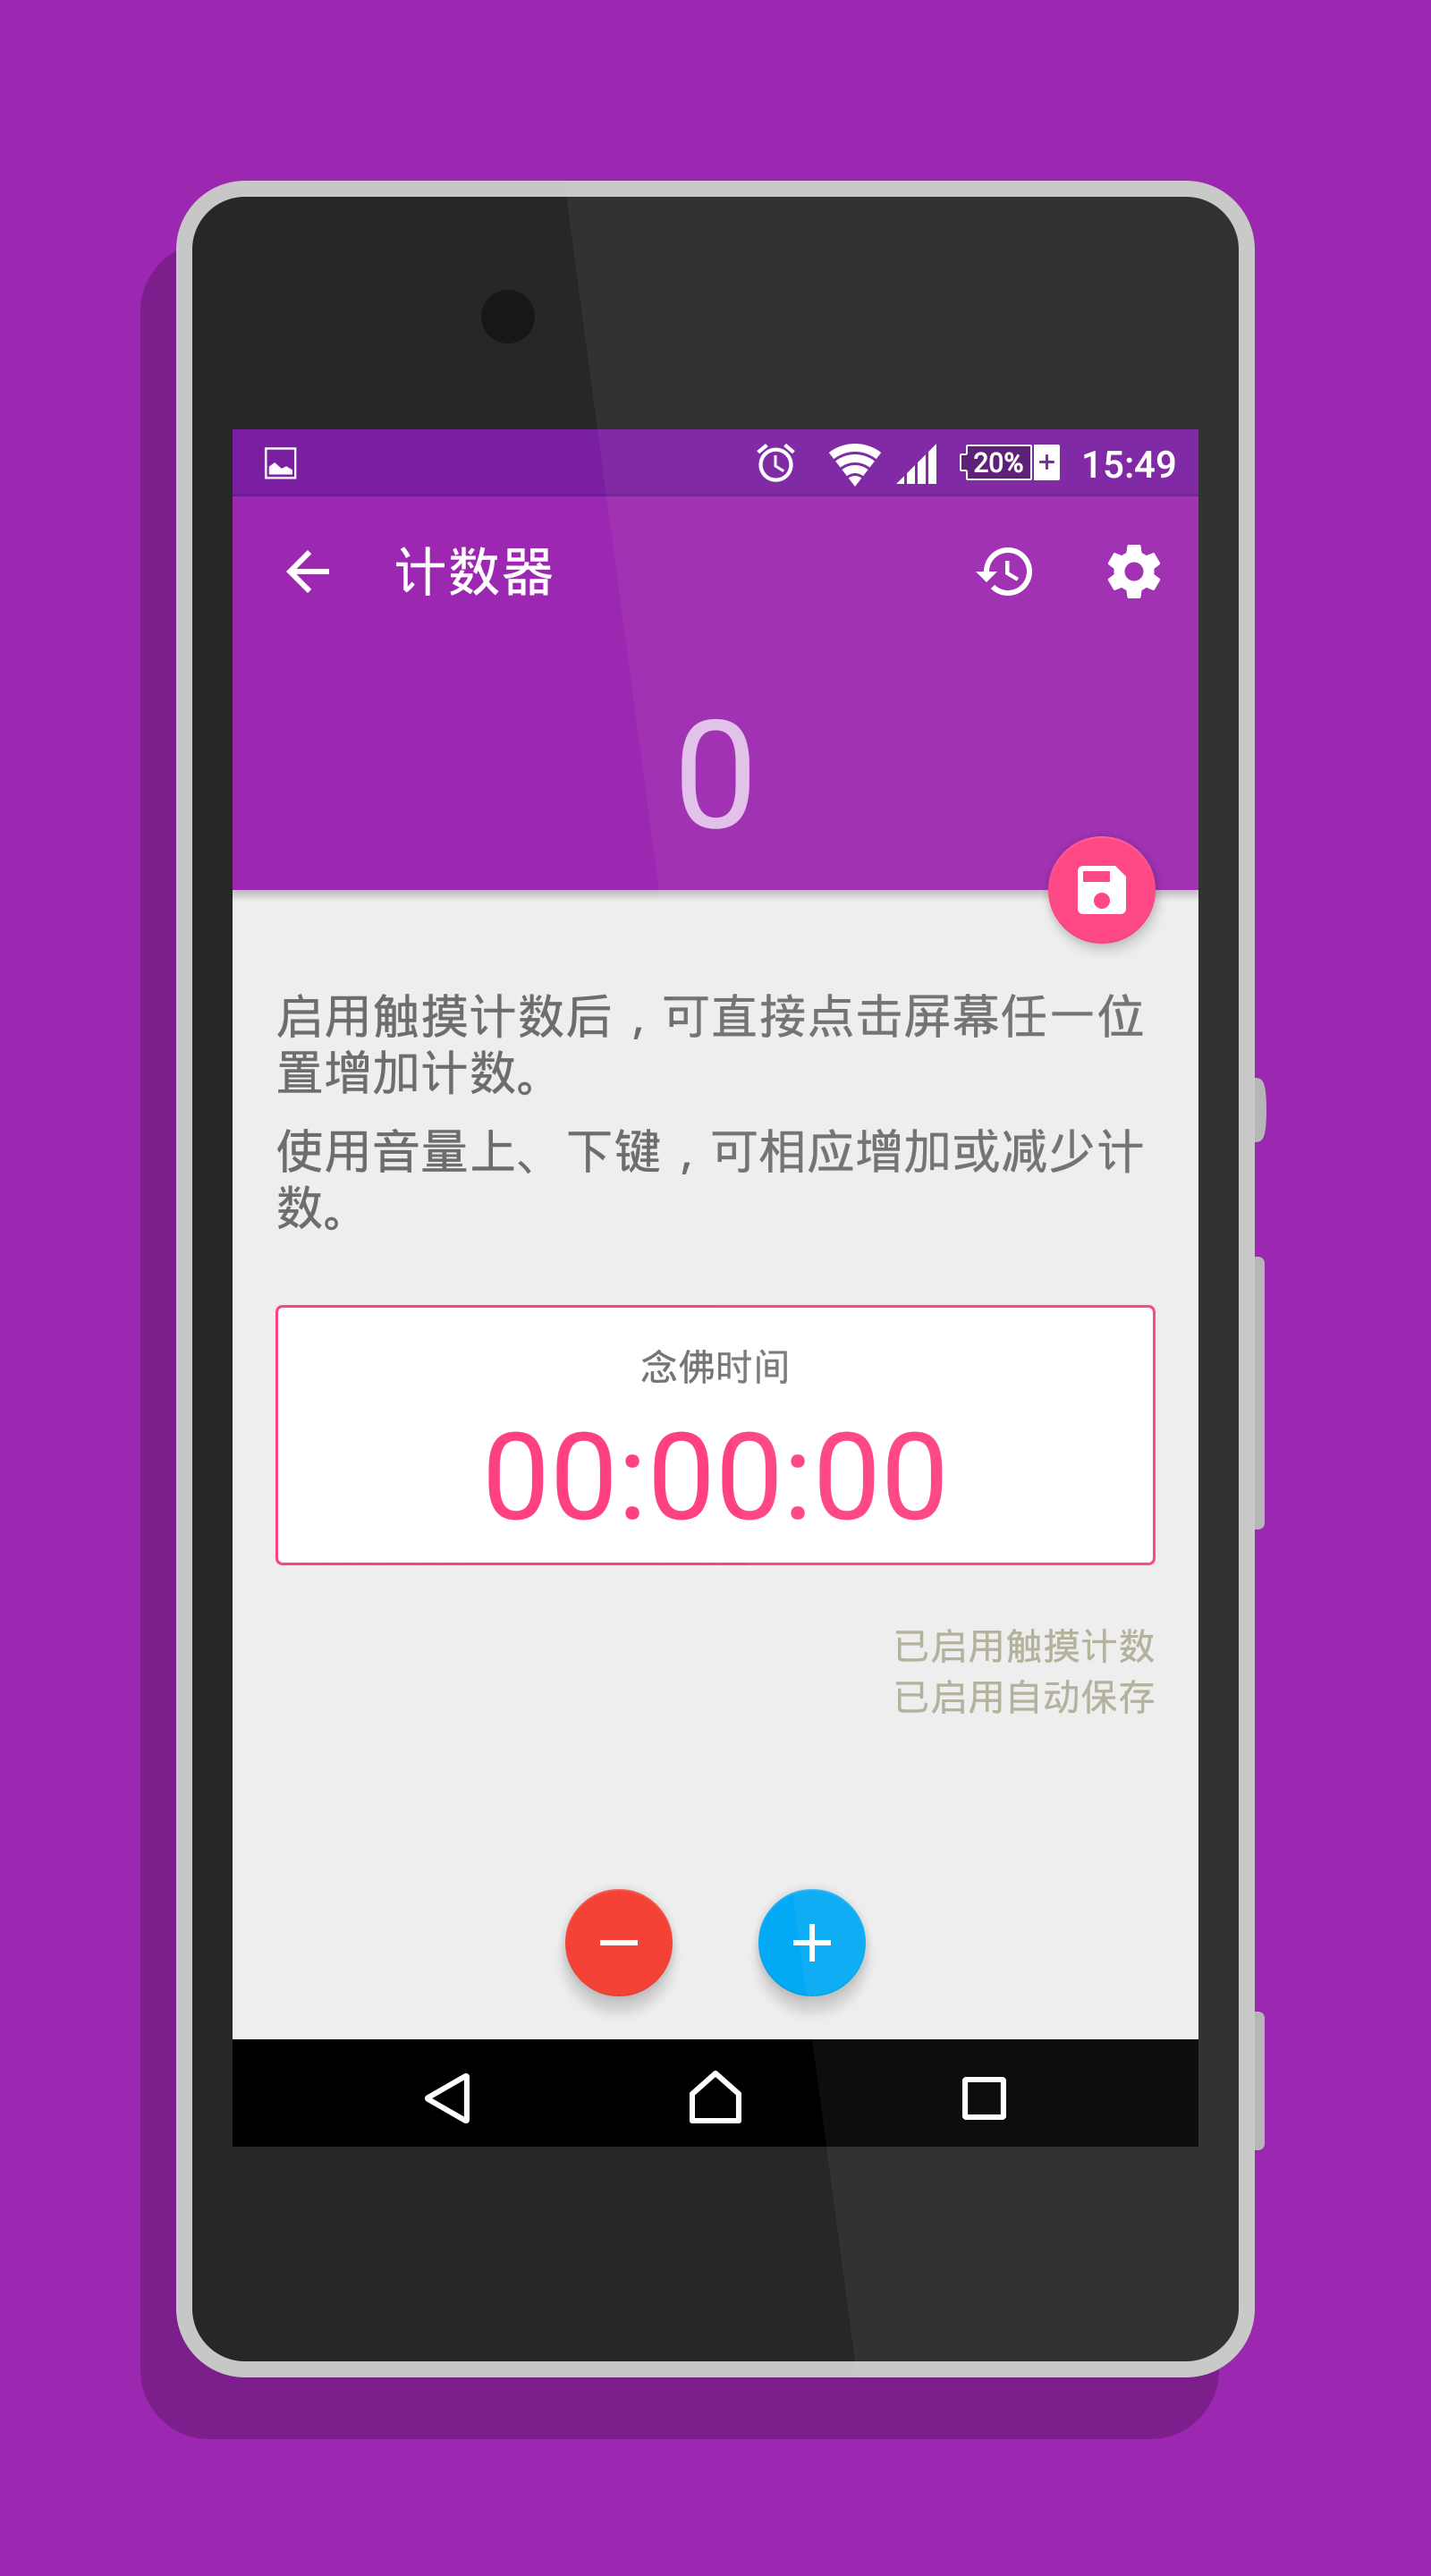 20% 15:49
计数器
0
启用触摸计数后，可直接点击屏幕任一位
置增加计数。
使用音量上、下键，可相应增加或减少计
数。
念佛时间
00:00:00
已启用触摸计数
已启用自动保存